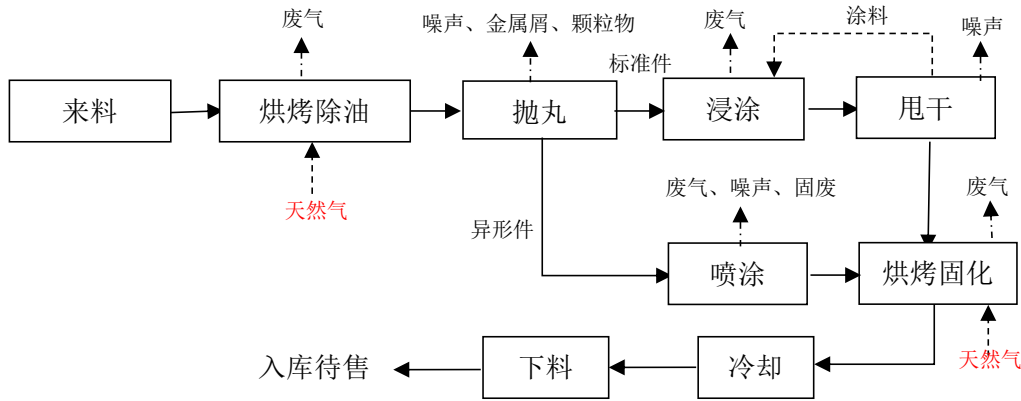 废气
噪声、金属屑、颗粒物
废气
涂料
噪声
标准件
来料
烘烤除油
抛丸
浸涂
甩干
天然气
废气、噪声、固废
废气
异形件
喷涂
烘烤固化
天然气
入库待售
下料
冷却